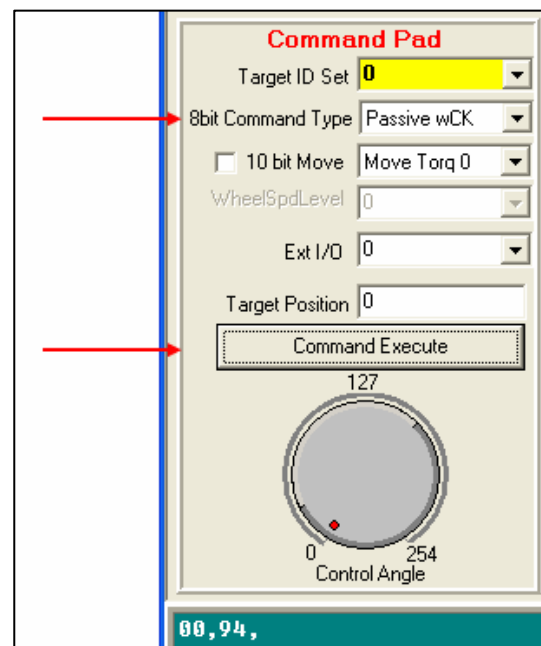 Command Pad
Target ID Set 0
8bit Command Type Passive wCK
10 bit Move Move Torq 0
WheelSpdLevel 0
Ext I/O 0
Target Position 0
Command Execute
127
0 254
Control Angle
00,94,